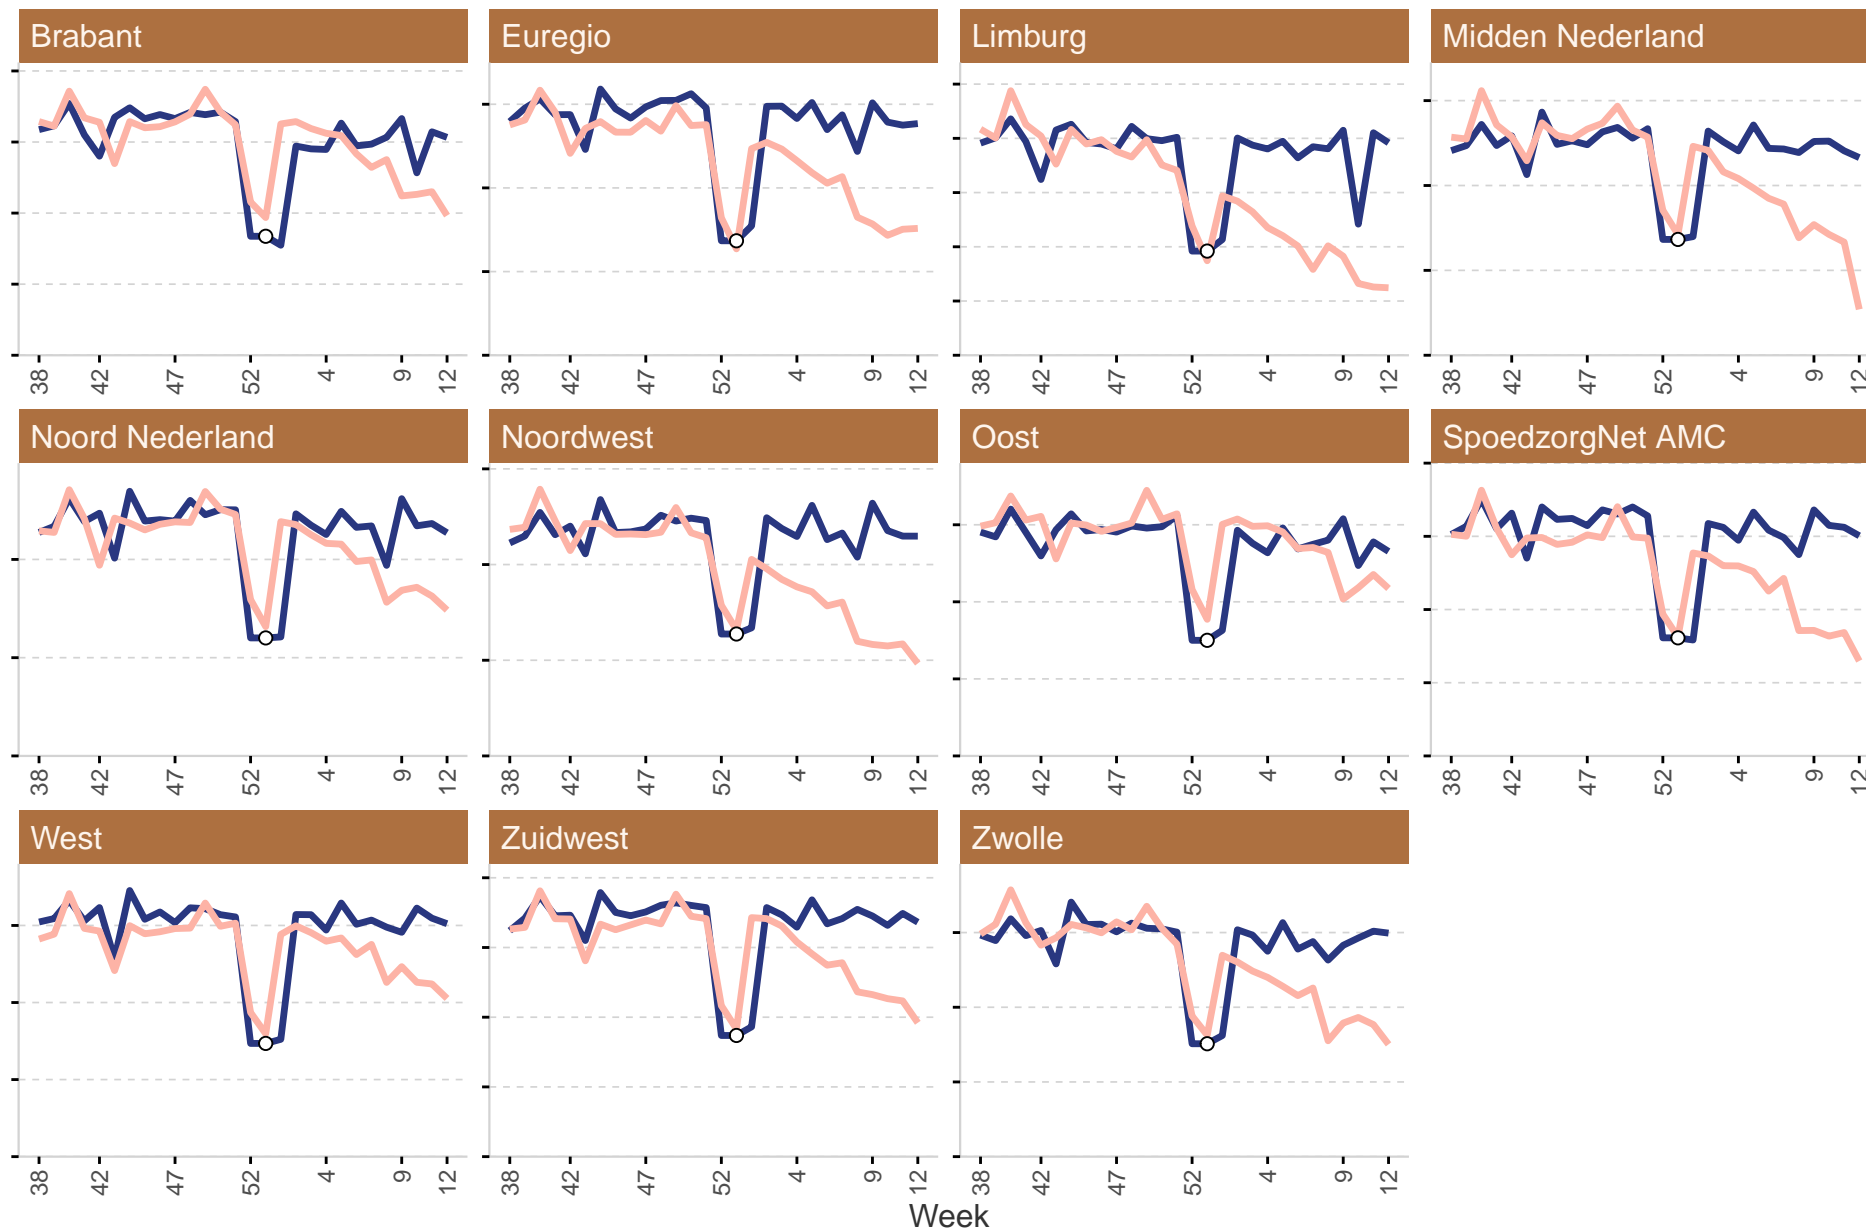 Brabant
Euregio
Limburg
Midden Nederland
38 42 47 52 4 9 12
38 42 47 52 4 9 12
38 42 47 52 4 9 12
38 42 47 52 4 9 12
Noord Nederland
Noordwest
Oost
SpoedzorgNet AMC
38 42 47 52 4 9 12
38 42 47 52 4 9 12
38 42 47 52 4 9 12
38 42 47 52 4 9 12
West
Zuidwest
Zwolle
38 42 47 52 4 9 12
38 42 47 52 4 9 12
38 42 47 52 4 9 12
Week